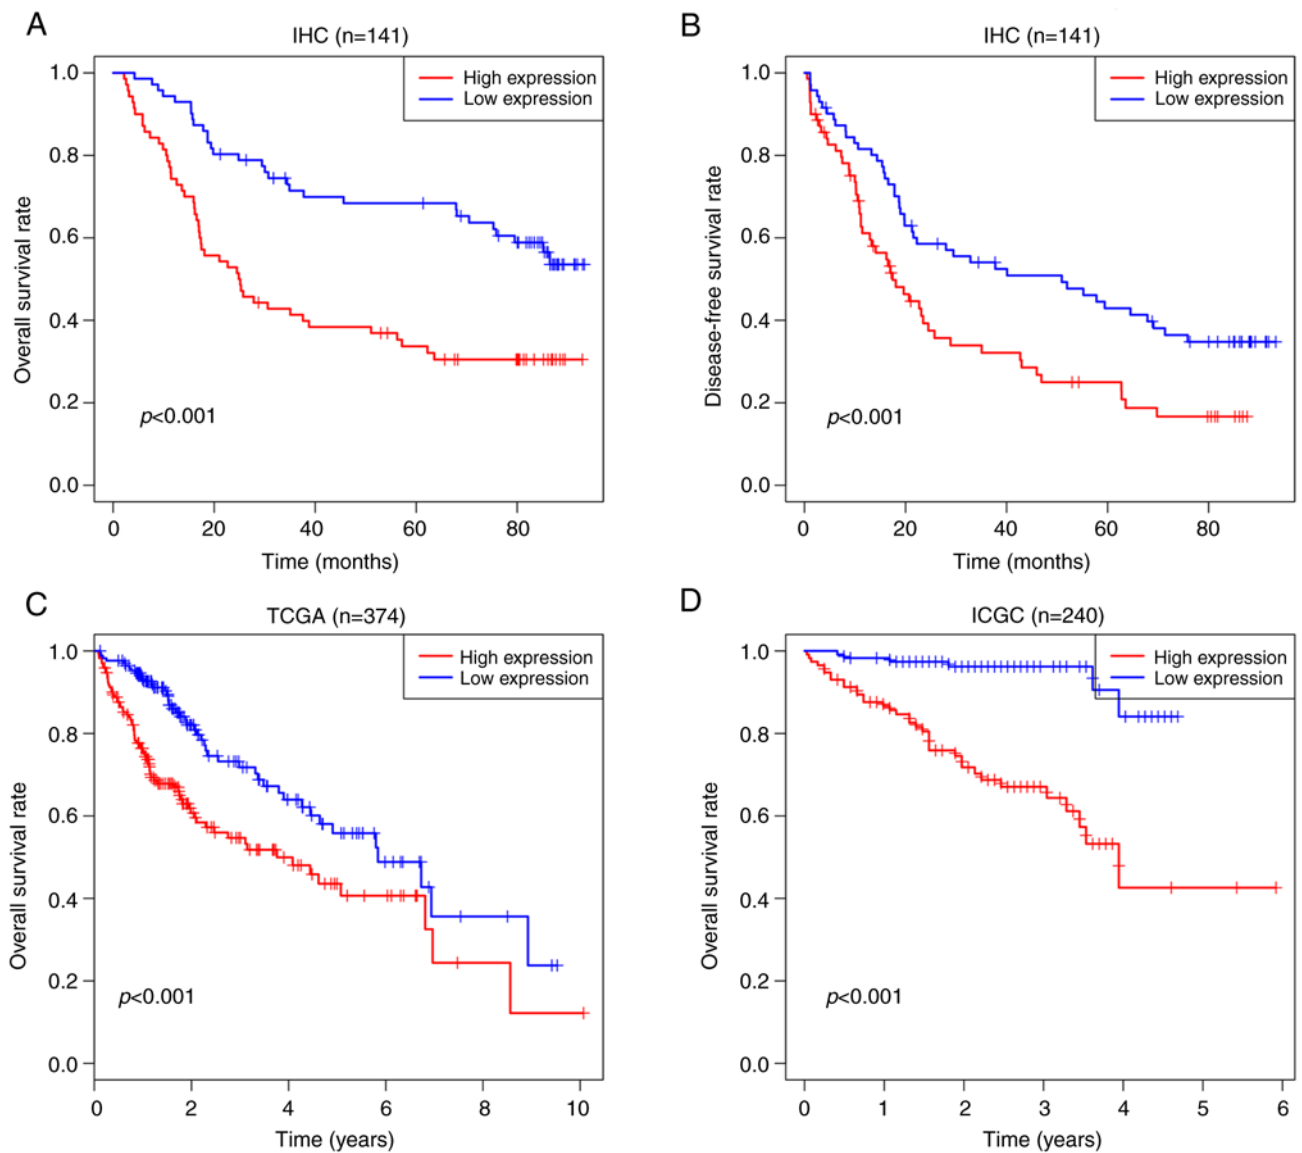 A
IHC (n=141)
High expression
Low expression
Overall survival rate
1.0
0.8
0.6
0.4
0.2
0.0
p<0.001
0 20 40 60 80
Time (months)
B
IHC (n=141)
High expression
Low expression
Disease-free survival rate
1.0
0.8
0.6
0.4
0.2
0.0
p<0.001
0 20 40 60 80
Time (months)
C
TCGA (n=374)
High expression
Low expression
Overall survival rate
1.0
0.8
0.6
0.4
0.2
0.0
p<0.001
0 2 4 6 8 10
Time (years)
D
ICGC (n=240)
High expression
Low expression
Overall survival rate
1.0
0.8
0.6
0.4
0.2
0.0
p<0.001
0 1 2 3 4 5 6
Time (years)